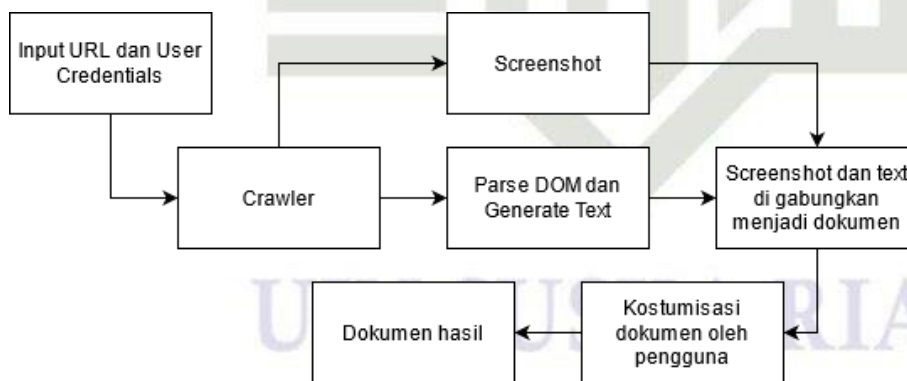 Input URL dan User
Credentials
Screenshot
Crawler
Parse DOM dan
Generate Text
Screenshot dan text
di gabungkan
menjadi dokumen
Kostumisasi
dokumen oleh
pengguna
Dokumen hasil